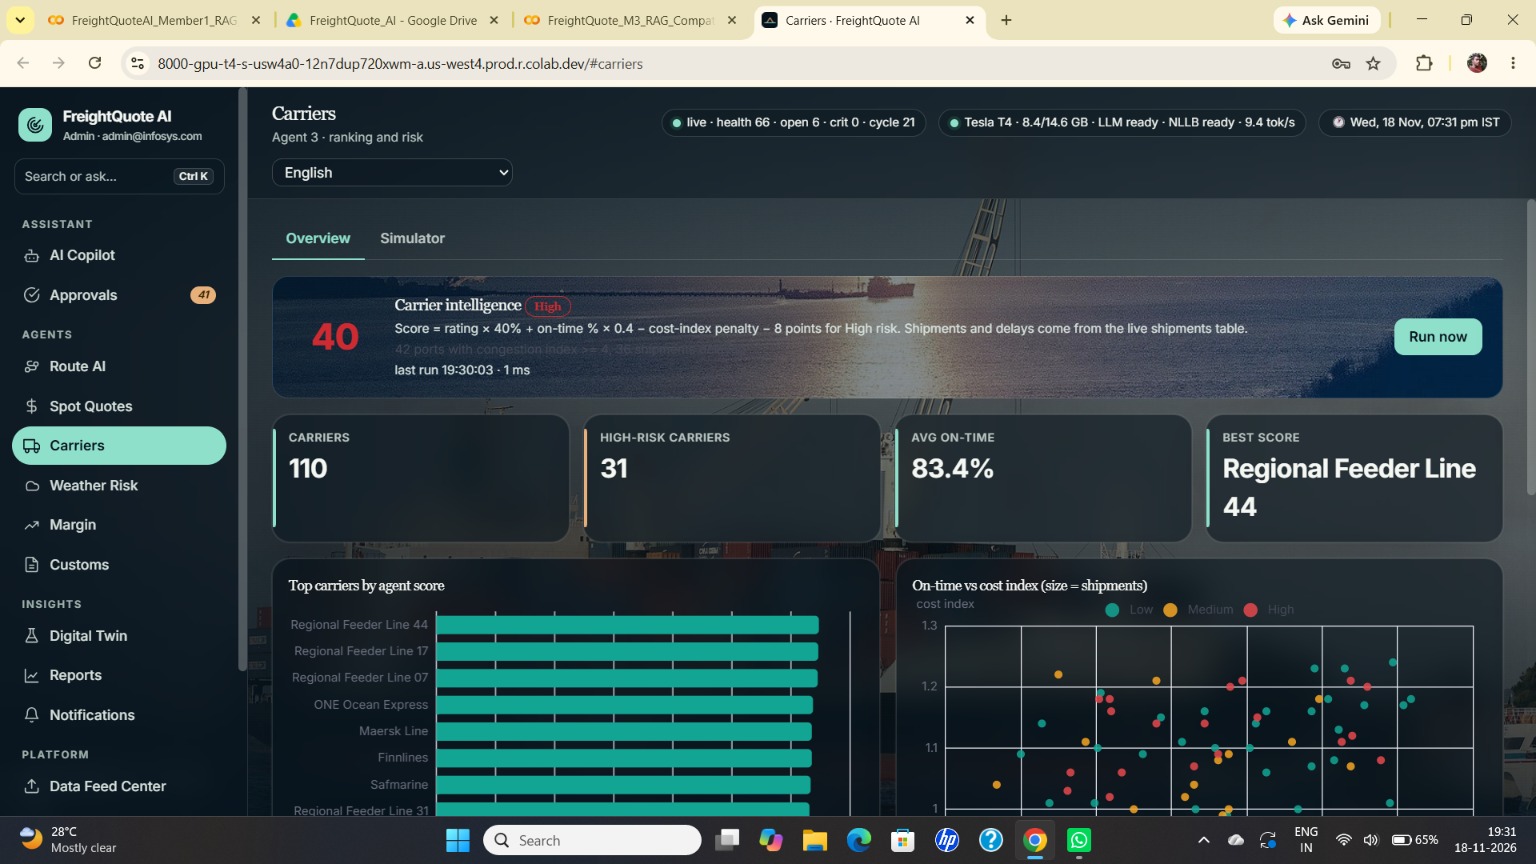 FreightQuoteAI_Member1_RAG
FreightQuote_AI - Google Drive
FreightQuote_M3_RAG_Compat
Carriers · FreightQuote AI
Ask Gemini
8000-gpu-t4-s-usw4a0-12n7dup720xwm-a.us-west4.prod.r.colab.dev/#carriers
FreightQuote AI
Admin · admin@infosys.com
Search or ask...
Ctrl K
ASSISTANT
AI Copilot
Approvals
41
AGENTS
Route AI
Spot Quotes
Carriers
Weather Risk
Margin
Customs
INSIGHTS
Digital Twin
Reports
Notifications
PLATFORM
Data Feed Center
Carriers
Agent 3 · ranking and risk
live · health 66 · open 6 · crit 0 · cycle 21
Tesla T4 · 8.4/14.6 GB · LLM ready · NLLB ready · 9.4 tok/s
Wed, 18 Nov, 07:31 pm IST
English
Overview
Simulator
40
Carrier intelligence
High
Score = rating × 40% + on-time % × 0.4 − cost-index penalty − 8 points for High risk. Shipments and delays come from the live shipments table.
42 ports with congestion index >= 4, 36
last run 19:30:03 · 1 ms
Run now
CARRIERS
110
HIGH-RISK CARRIERS
31
AVG ON-TIME
83.4%
BEST SCORE
Regional Feeder Line
44
Top carriers by agent score
Regional Feeder Line 44
Regional Feeder Line 17
Regional Feeder Line 07
ONE Ocean Express
Maersk Line
Finnlines
Safmarine
Regional Feeder Line 31
On-time vs cost index (size = shipments)
cost index
Low
Medium
High
1.3
1.2
1.1
1
28°C
Mostly clear
Search
ENG
IN
65%
19:31
18-11-2026